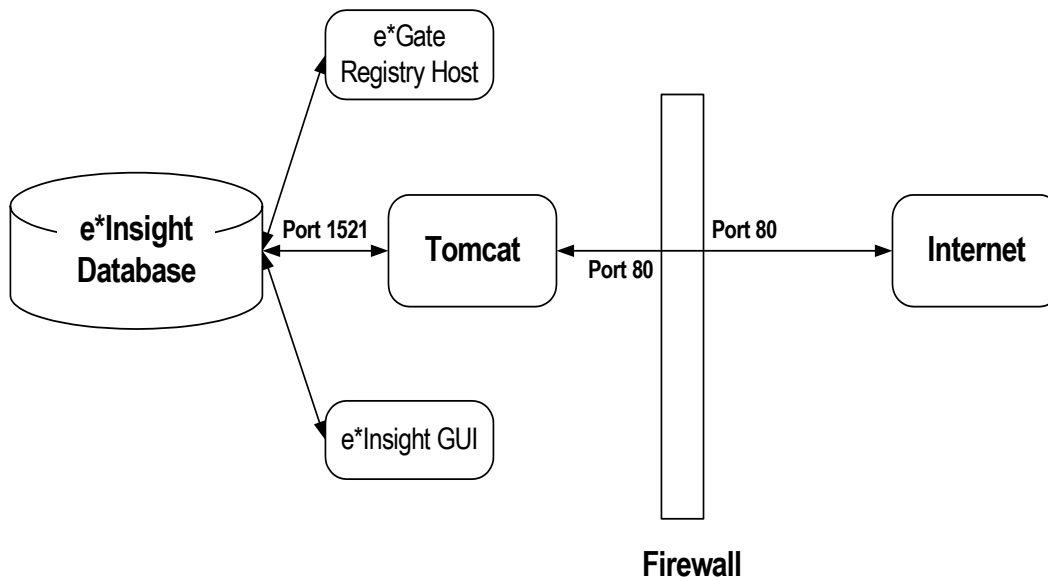 e*Gate
Registry Host
e*Insight
Database
Port 1521
Tomcat
Port 80
Port 80
Internet
e*Insight GUI
Firewall